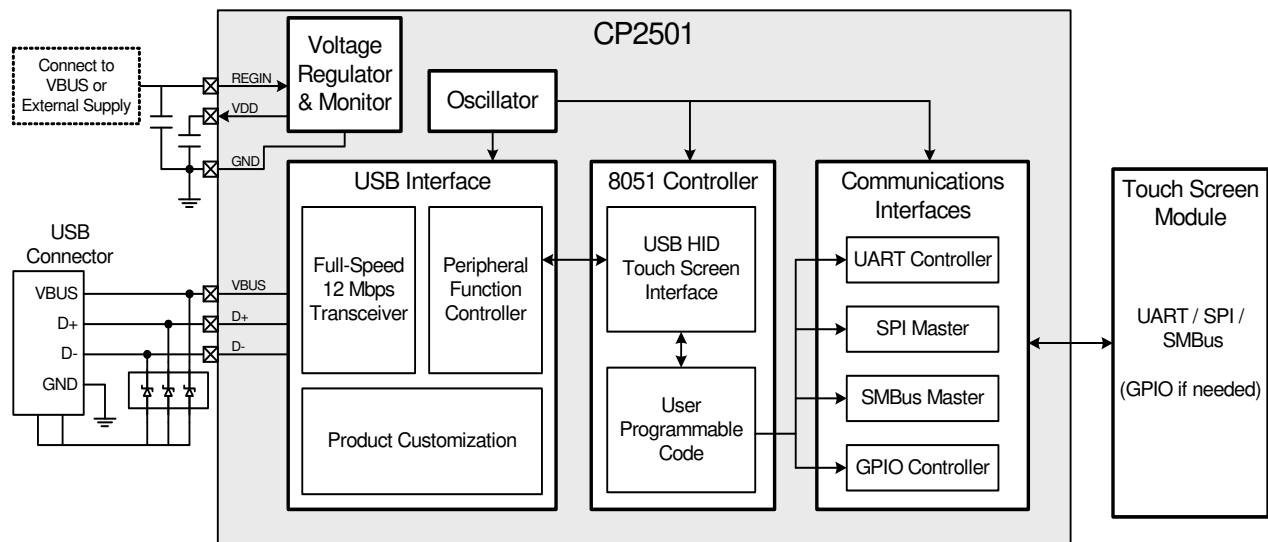 CP2501
Connect to
VBUS or
External Supply
REGIN
VDD
GND
Voltage
Regulator
& Monitor
Oscillator
USB
Connector
VBUS
D+
D-
GND
VBUS
D+
D-
USB Interface
Full-Speed
12 Mbps
Transceiver
Peripheral
Function
Controller
Product Customization
8051 Controller
USB HID
Touch Screen
Interface
User
Programmable
Code
Communications
Interfaces
UART Controller
SPI Master
SMBus Master
GPIO Controller
Touch Screen
Module
UART / SPI /
SMBus
(GPIO if needed)